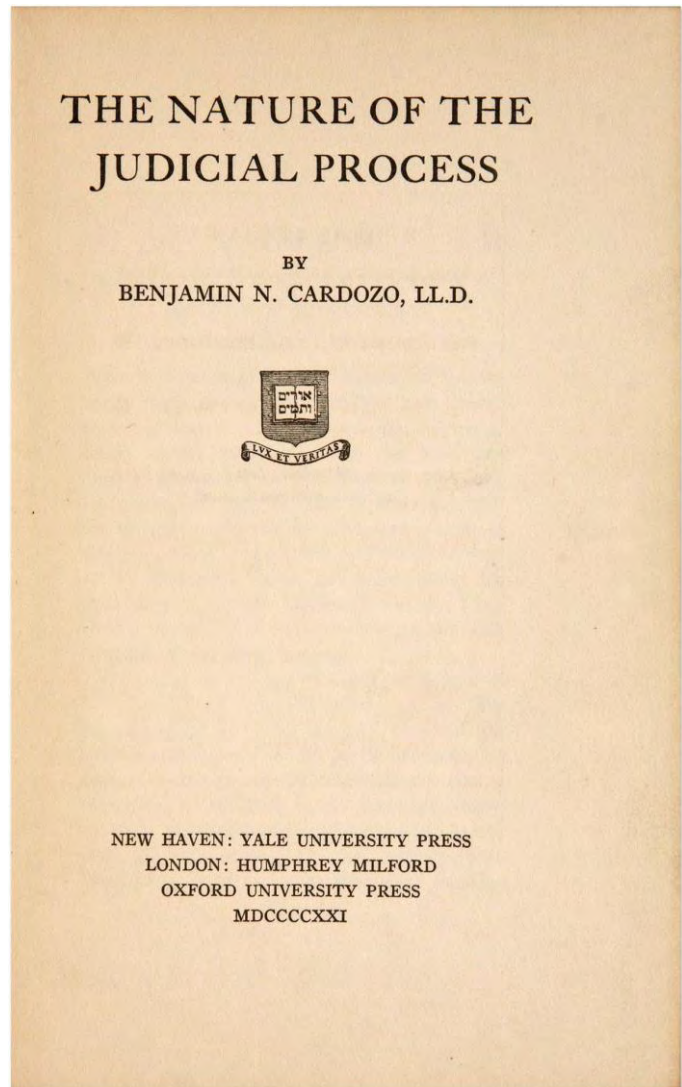 THE NATURE OF THE
JUDICIAL PROCESS
BY
BENJAMIN N. CARDOZO, LL.D.
אורים
ותמים
LVX ET VERITAS
NEW HAVEN: YALE UNIVERSITY PRESS
LONDON: HUMPHREY MILFORD
OXFORD UNIVERSITY PRESS
MDCCCCXXI